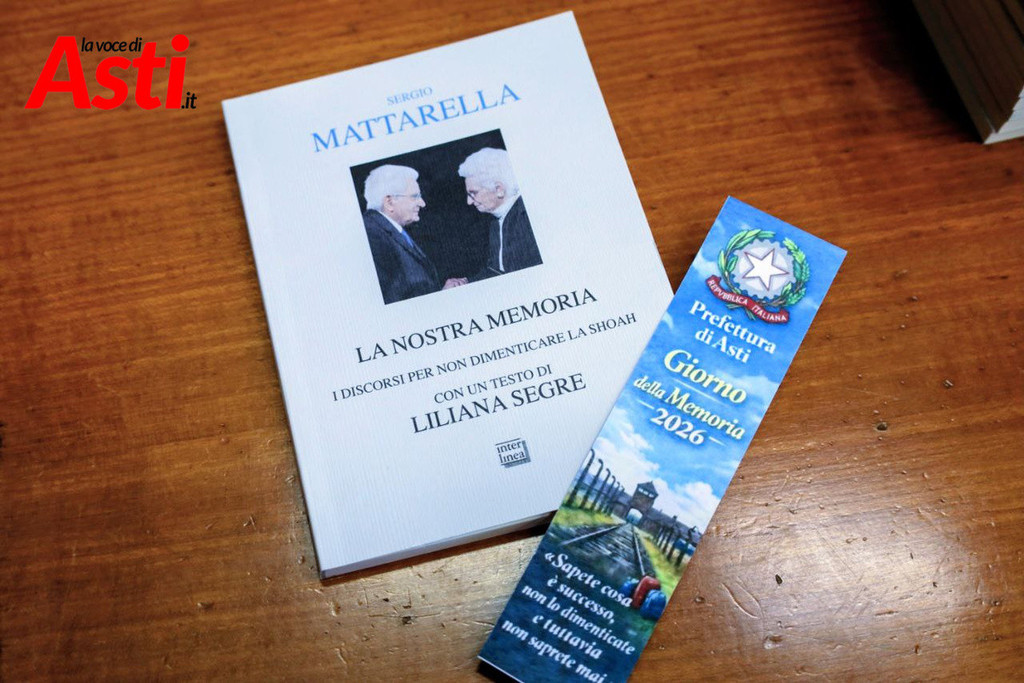 la voce di
Asti.it
SERGIO
MATTARELLA
LA NOSTRA MEMORIA
I DISCORSI PER NON DIMENTICARE LA SHOAH
CON UN TESTO DI
LILIANA SEGRE
inter
linea
REPVBBLICA ITALIANA
Prefettura
di Asti
Giorno
della Memoria
2026
«Sapete cosa
è successo,
non lo dimenticate
e tuttavia
non saprete mai